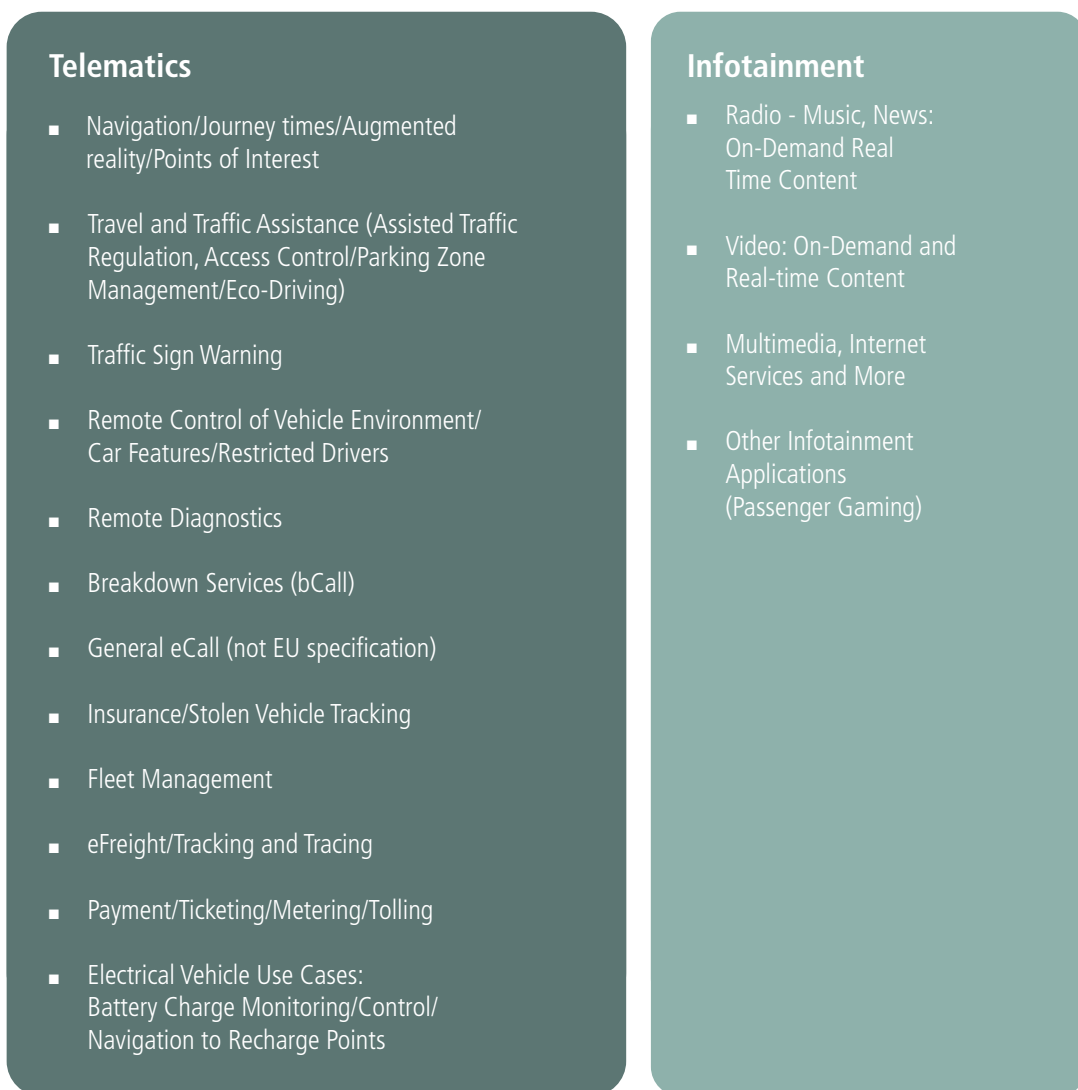 Telematics
▪ Navigation/Journey times/Augmented
reality/Points of Interest
▪ Travel and Traffic Assistance (Assisted Traffic
Regulation, Access Control/Parking Zone
Management/Eco-Driving)
▪ Traffic Sign Warning
▪ Remote Control of Vehicle Environment/
Car Features/Restricted Drivers
▪ Remote Diagnostics
▪ Breakdown Services (bCall)
▪ General eCall (not EU specification)
▪ Insurance/Stolen Vehicle Tracking
▪ Fleet Management
▪ eFreight/Tracking and Tracing
▪ Payment/Ticketing/Metering/Tolling
▪ Electrical Vehicle Use Cases:
Battery Charge Monitoring/Control/
Navigation to Recharge Points
Infotainment
▪ Radio - Music, News:
On-Demand Real
Time Content
▪ Video: On-Demand and
Real-time Content
▪ Multimedia, Internet
Services and More
▪ Other Infotainment
Applications
(Passenger Gaming)